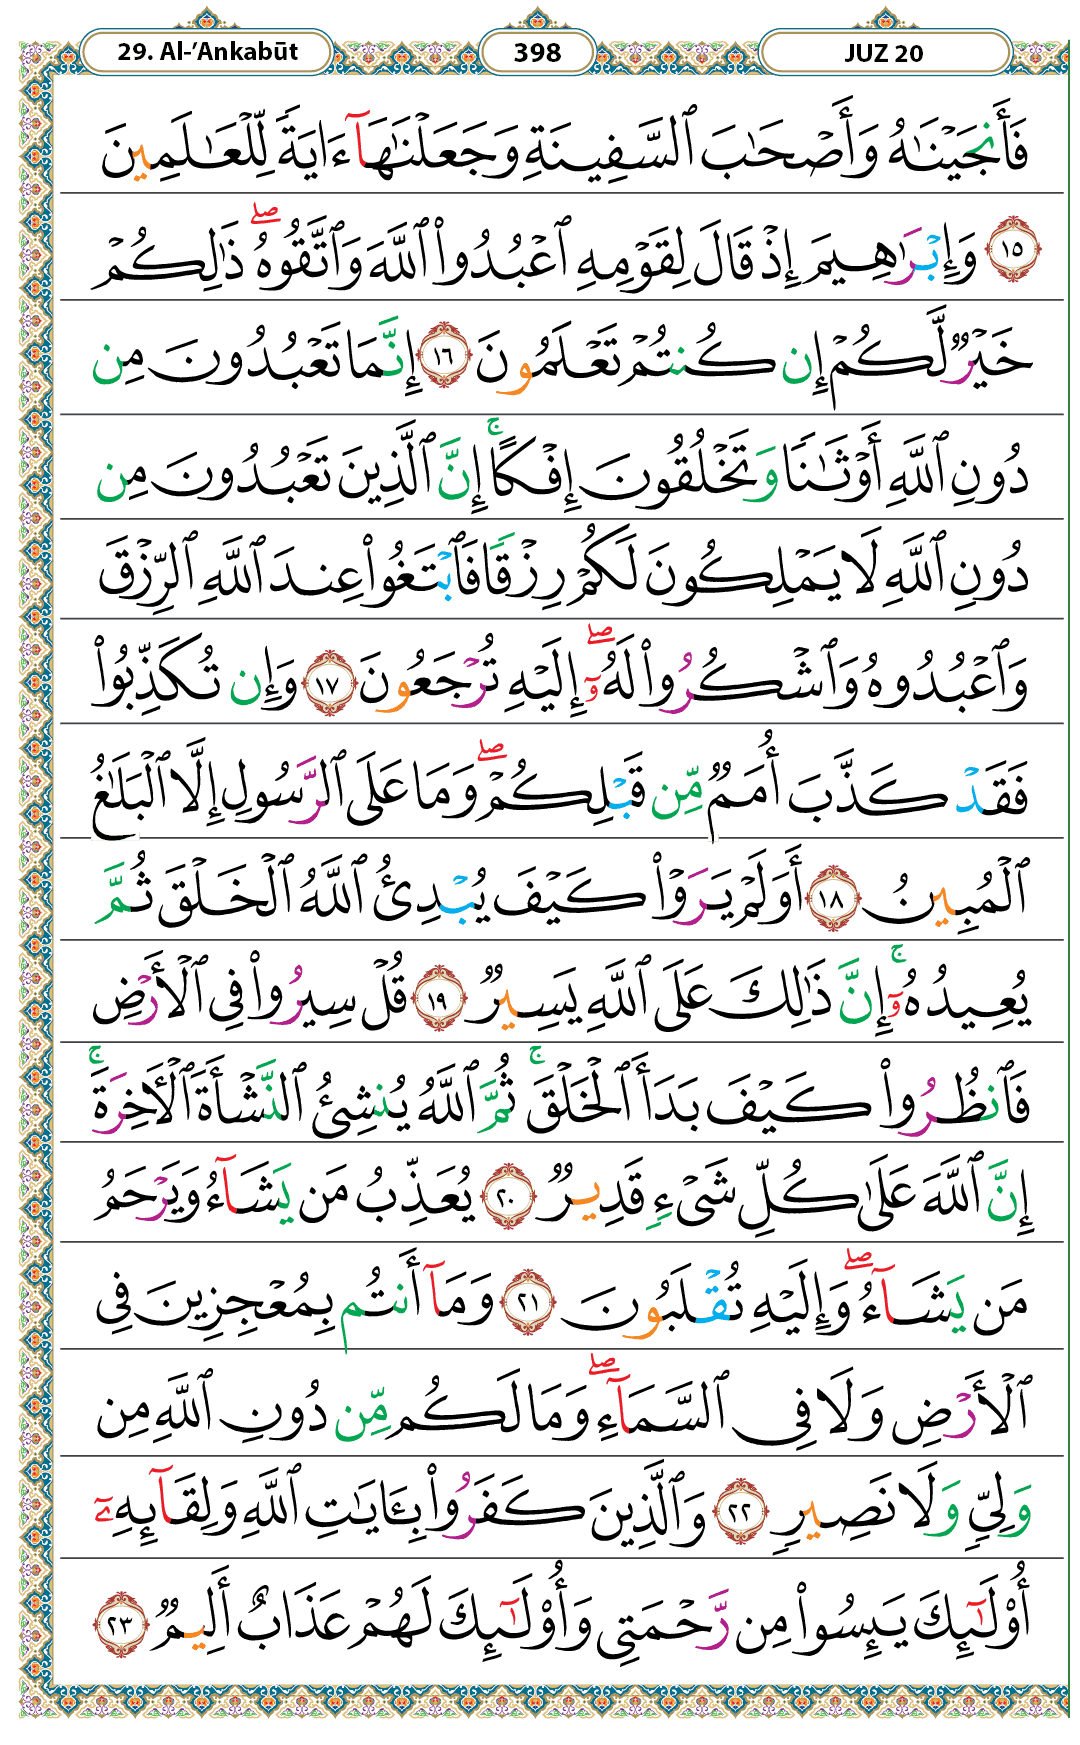 29. Al-’Ankabūt 398 JUZ 20
فَأَنجَيْنَـٰهُ وَأَصْحَـٰبَ ٱلسَّفِينَةِ وَجَعَلْنَـٰهَآ ءَايَةً لِّلْعَـٰلَمِينَ
١٥ وَإِبْرَٰهِيمَ إِذْ قَالَ لِقَوْمِهِ ٱعْبُدُوا۟ ٱللَّهَ وَٱتَّقُوهُ ۖ ذَٰلِكُمْ
خَيْرٌ لَّكُمْ إِن كُنتُمْ تَعْلَمُونَ ١٦ إِنَّمَا تَعْبُدُونَ مِن
دُونِ ٱللَّهِ أَوْثَـٰنًا وَتَخْلُقُونَ إِفْكًا ۚ إِنَّ ٱلَّذِينَ تَعْبُدُونَ مِن
دُونِ ٱللَّهِ لَا يَمْلِكُونَ لَكُمْ رِزْقًا فَٱبْتَغُوا۟ عِندَ ٱللَّهِ ٱلرِّزْقَ
وَٱعْبُدُوهُ وَٱشْكُرُوا۟ لَهُۥٓ ۖ إِلَيْهِ تُرْجَعُونَ ١٧ وَإِن تُكَذِّبُوا۟
فَقَدْ كَذَّبَ أُمَمٌ مِّن قَبْلِكُمْ ۖ وَمَا عَلَى ٱلرَّسُولِ إِلَّا ٱلْبَلَـٰغُ
ٱلْمُبِينُ ١٨ أَوَلَمْ يَرَوْا۟ كَيْفَ يُبْدِئُ ٱللَّهُ ٱلْخَلْقَ ثُمَّ
يُعِيدُهُۥٓ ۚ إِنَّ ذَٰلِكَ عَلَى ٱللَّهِ يَسِيرٌ ١٩ قُلْ سِيرُوا۟ فِى ٱلْأَرْضِ
فَٱنظُرُوا۟ كَيْفَ بَدَأَ ٱلْخَلْقَ ۚ ثُمَّ ٱللَّهُ يُنشِئُ ٱلنَّشْأَةَ ٱلْـَٔاخِرَةَ ۚ
إِنَّ ٱللَّهَ عَلَىٰ كُلِّ شَىْءٍ قَدِيرٌ ٢٠ يُعَذِّبُ مَن يَشَآءُ وَيَرْحَمُ
مَن يَشَآءُ ۖ وَإِلَيْهِ تُقْلَبُونَ ٢١ وَمَآ أَنتُم بِمُعْجِزِينَ فِى
ٱلْأَرْضِ وَلَا فِى ٱلسَّمَآءِ ۖ وَمَا لَكُم مِّن دُونِ ٱللَّهِ مِن
وَلِىٍّ وَلَا نَصِيرٍ ٢٢ وَٱلَّذِينَ كَفَرُوا۟ بِـَٔايَـٰتِ ٱللَّهِ وَلِقَآئِهِۦٓ
أُو۟لَـٰٓئِكَ يَئِسُوا۟ مِن رَّحْمَتِى وَأُو۟لَـٰٓئِكَ لَهُمْ عَذَابٌ أَلِيمٌ ٢٣